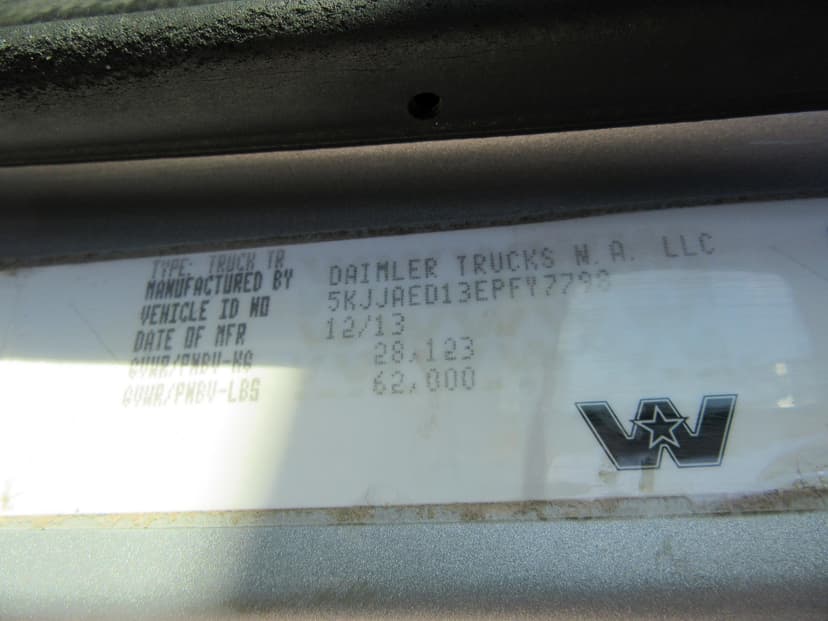 TYPE: TRUCK TR
MANUFACTURED BY DAIMLER TRUCKS N.A. LLC
VEHICLE ID NO 5KJJAED13EPFY7798
DATE OF MFR 12/13
GVWR/PNBV-KG 28,123
GVWR/PNBV-LBS 62,000
W